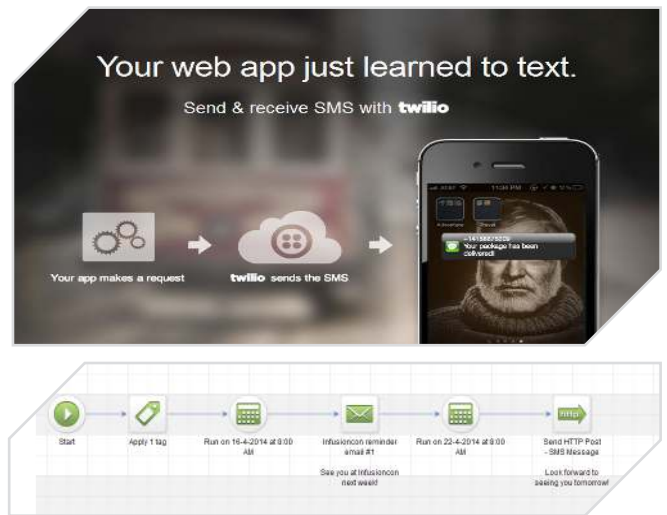 Your web app just learned to text.
Send & receive SMS with twilio
11:04 PM
Your package has been
delivered!
Your app makes a request
twilio sends the SMS
http
Start
Apply 1 tag
Run on 16-4-2014 at 8:00
AM
Infusioncon reminder
email #1
See you at Infusioncon
next week!
Run on 22-4-2014 at 8:00
AM
Send HTTP Post
- SMS Message
Look forward to
seeing you tomorrow!